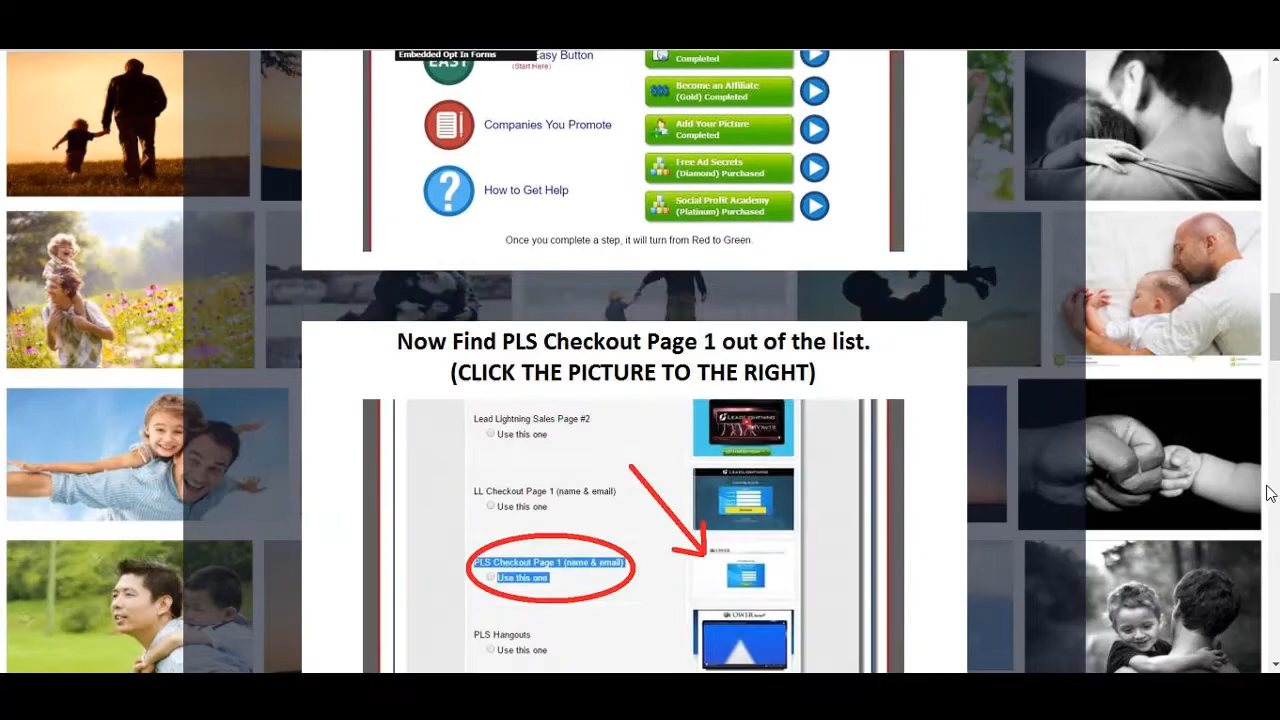 Embedded Opt In Forms
Easy Button
(Start Here)
EASY
Completed
Become an Affiliate
(Gold) Completed
Companies You Promote
Add Your Picture
Completed
Free Ad Secrets
(Diamond) Purchased
How to Get Help
Social Profit Academy
(Platinum) Purchased
Once you complete a step, it will turn from Red to Green.
Now Find PLS Checkout Page 1 out of the list.
(CLICK THE PICTURE TO THE RIGHT)
Lead Lightning Sales Page #2
Use this one
LL Checkout Page 1 (name & email)
Use this one
PLS Checkout Page 1 (name & email)
Use this one
PLS Hangouts
Use this one